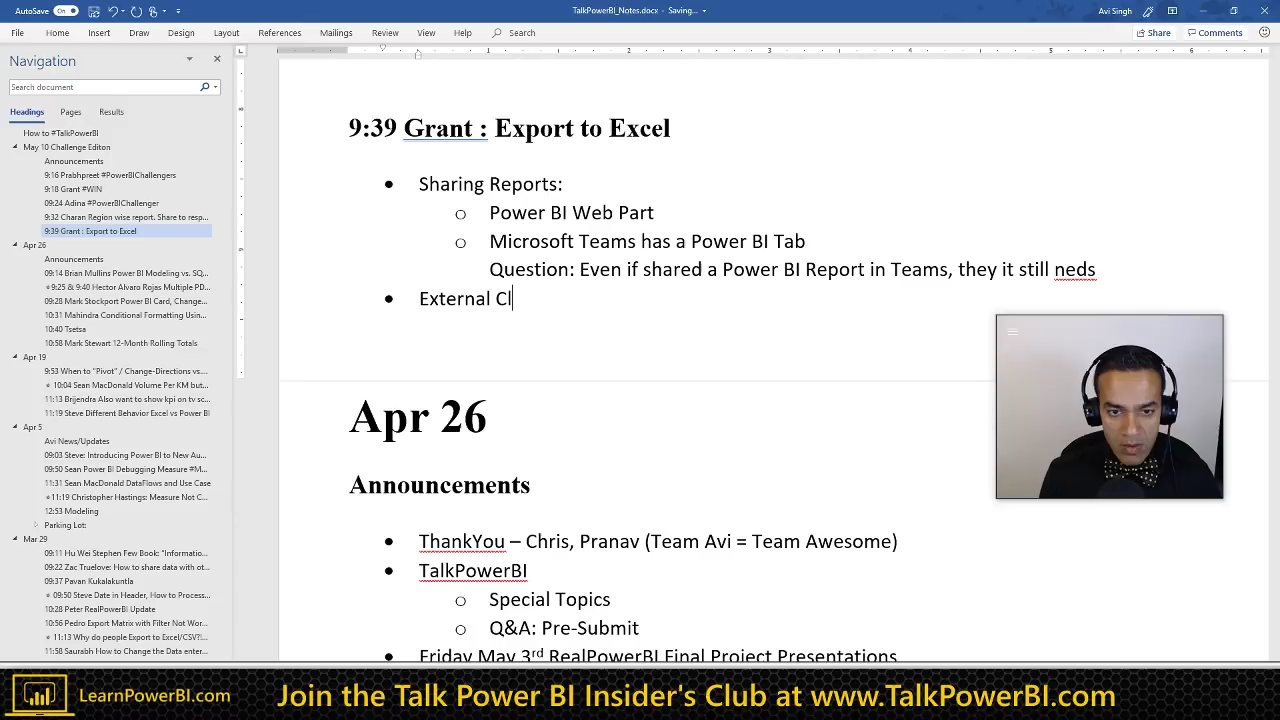 AutoSave On TalkPowerBI_Notes.docx - Saving... Avi Singh
File Home Insert Draw Design Layout References Mailings Review View Help Search Share Comments
Navigation
Search document
Headings Pages Results
How to #TalkPowerBI
May 10 Challenge Editon
Announcements
9:16 Prabhpreet #PowerBIChallengers
9:18 Grant #WIN
09:24 Adina #PowerBIChallenger
9:32 Charan Region wise report. Share to resp...
9:39 Grant : Export to Excel
Apr 26
Announcements
09:14 Brian Mullins Power BI Modeling vs. SQ...
*9:25 & 9:40 Hector Alvaro Rojas Multiple PD...
09:28 Mark Stockport Power BI Card, Change...
10:31 Mahindra Conditional Formatting Usin...
10:40 Tsetsa
10:58 Mark Stewart 12-Month Rolling Totals
Apr 19
9:53 When to "Pivot" / Change-Directions vs....
* 10:04 Sean MacDonald Volume Per KM but...
11:13 Brijendra Also want to show kpi on tv sc...
11:19 Steve Different Behavior Excel vs Power BI
Apr 5
Avi News/Updates
09:03 Steve: Introducing Power BI to New Au...
09:50 Sean Power BI Debugging Measure #M...
11:31 Sean MacDonald DataFlows and Use Case
*11:19 Christopher Hastings: Measure Not C...
12:53 Modeling
Parking Lot:
Mar 29
09:11 Hu Wei Stephen Few Book: "Informatio...
09:22 Zac Truelove: How to share data with ot...
09:37 Pavan Kukalakuntla
* 09:50 Steve Date in Header, How to Process...
10:28 Peter RealPowerBI Update
10:56 Pedro Export Matrix with Filter Not Wor...
* 11:13 Why do people Export to Excel/CSV?!...
11:58 Saurabh How to Change the Data enter...
1 2 3 4 5 6
9:39 Grant : Export to Excel
• Sharing Reports:
o Power BI Web Part
o Microsoft Teams has a Power BI Tab
Question: Even if shared a Power BI Report in Teams, they it still neds
• External Cl
Apr 26
Announcements
• ThankYou – Chris, Pranav (Team Avi = Team Awesome)
• TalkPowerBI
o Special Topics
o Q&A: Pre-Submit
• Friday May 3rd RealPowerBI Final Project Presentations
LearnPowerBI.com Join the Talk Power BI Insider's Club at www.TalkPowerBI.com